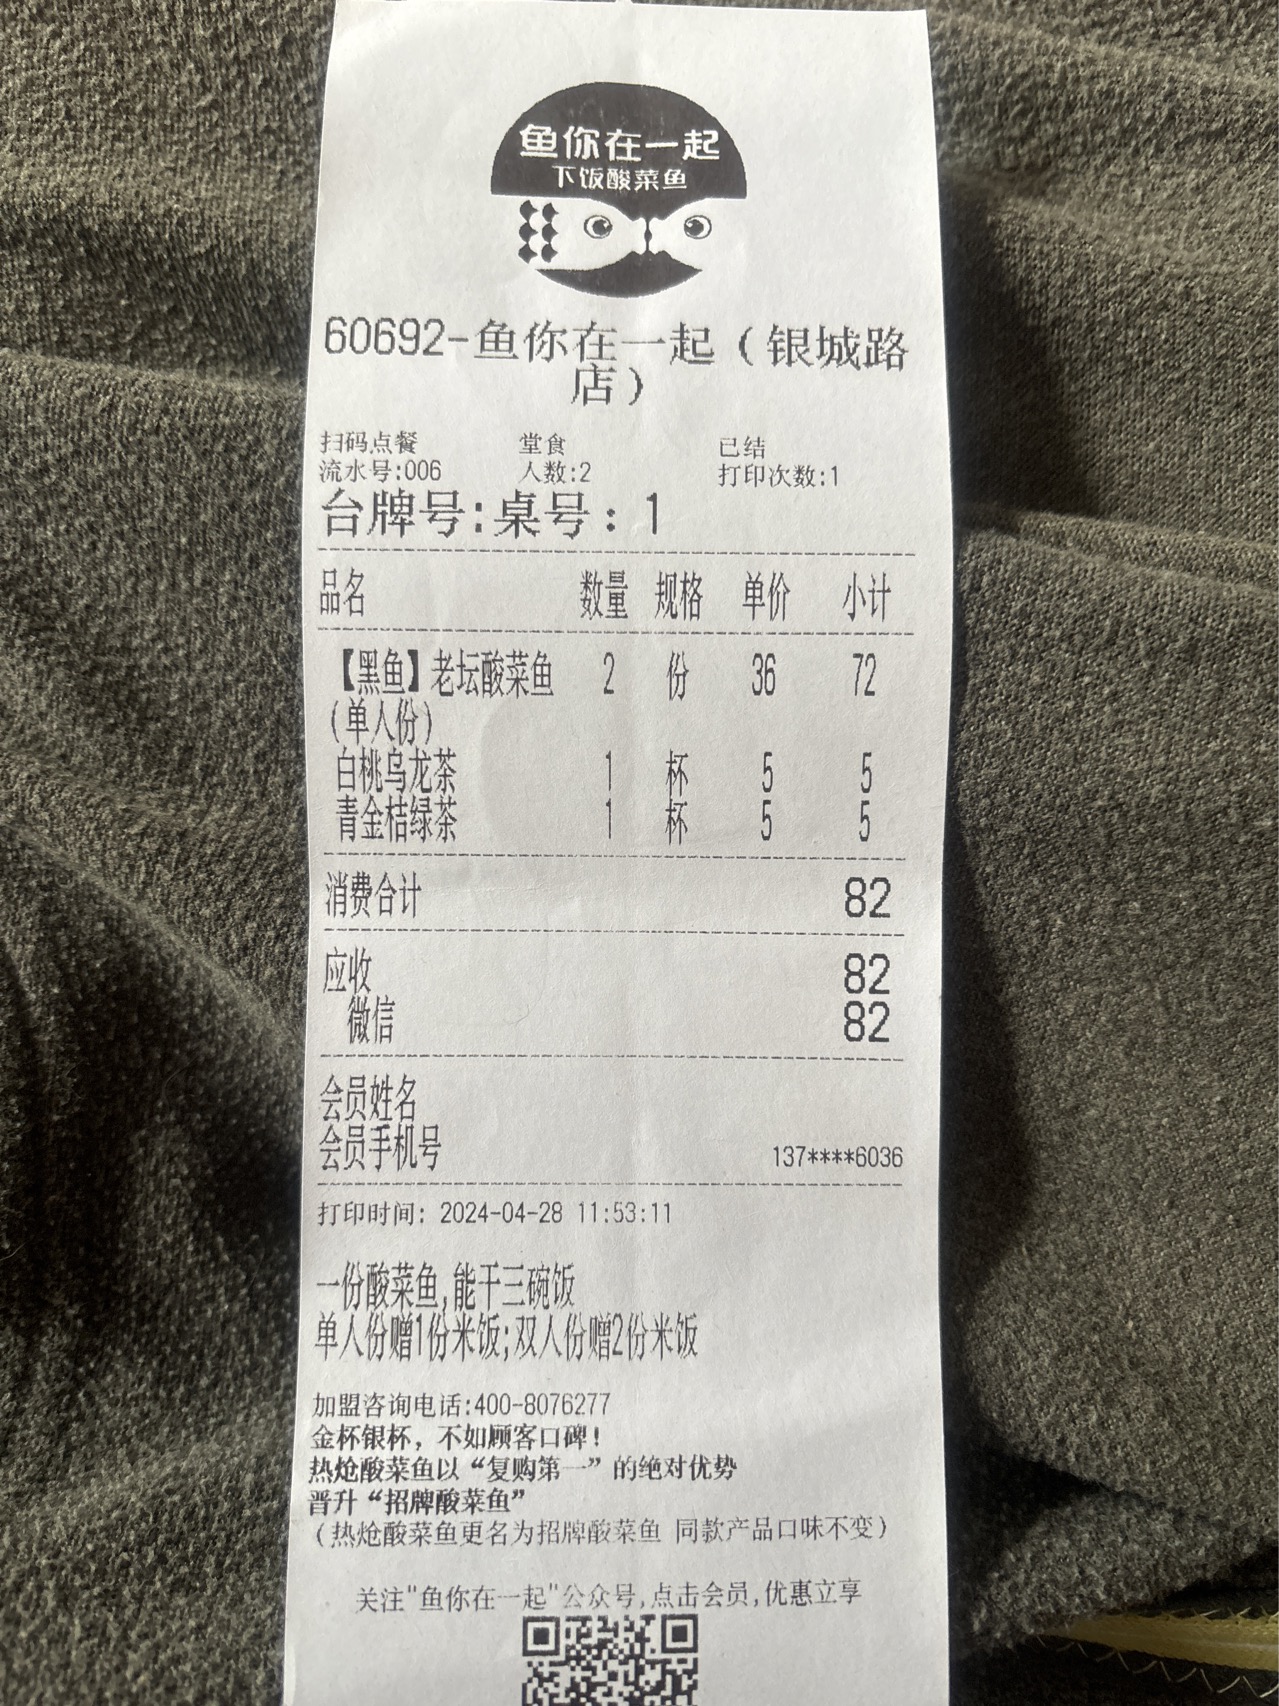 鱼你在一起
下饭酸菜鱼
60692-鱼你在一起（银城路
店）
扫码点餐 堂食 已结
流水号:006 人数:2 打印次数:1
台牌号:桌号：1
品名 数量 规格 单价 小计
【黑鱼】老坛酸菜鱼 2 份 36 72
(单人份)
白桃乌龙茶 1 杯 5 5
青金桔绿茶 1 杯 5 5
消费合计 82
应收 82
微信 82
会员姓名
会员手机号 137****6036
打印时间: 2024-04-28 11:53:11
一份酸菜鱼,能干三碗饭
单人份赠1份米饭;双人份赠2份米饭
加盟咨询电话:400-8076277
金杯银杯，不如顾客口碑！
热炝酸菜鱼以“复购第一”的绝对优势
晋升“招牌酸菜鱼”
（热炝酸菜鱼更名为招牌酸菜鱼 同款产品口味不变）
关注"鱼你在一起"公众号,点击会员,优惠立享